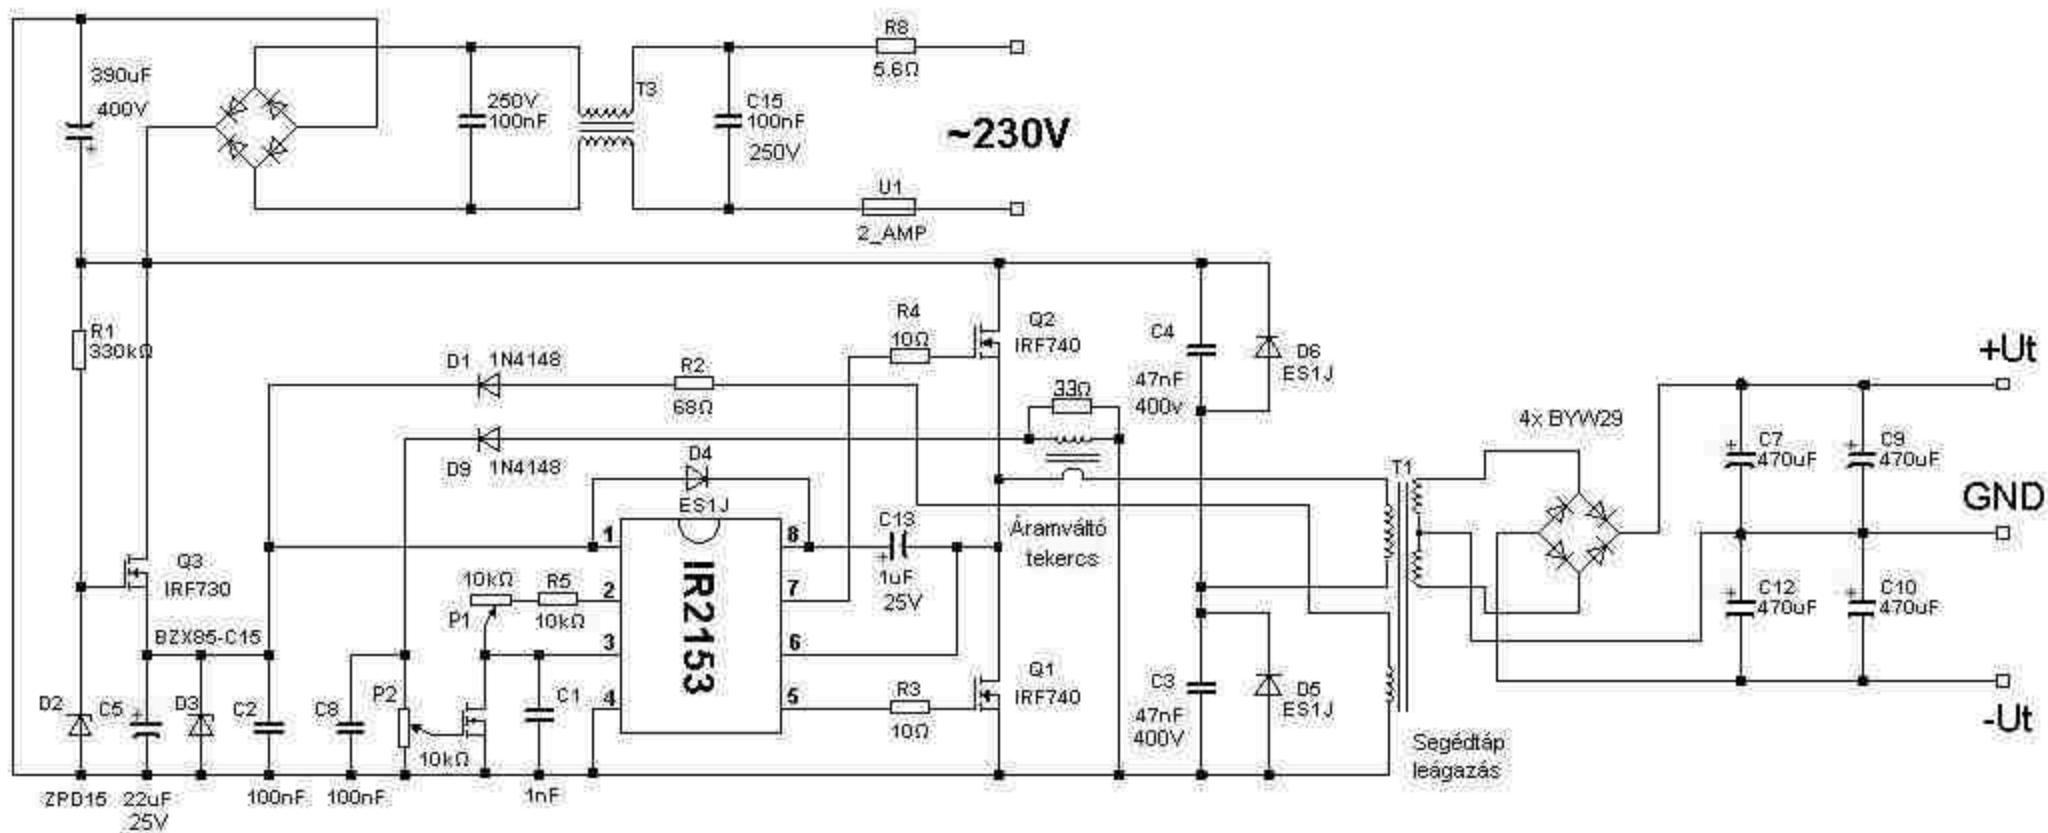 R8
5.6Ω
390uF
400V
250V
100nF
T3
C15
100nF
250V
~230V
U1
2_AMP
R1
330kΩ
D1 1N4148
R2
68Ω
D9 1N4148
D4
ES1J
R4
10Ω
Q2
IRF740
33Ω
C4
47nF
400v
D6
ES1J
+Ut
4x BYW29
C7
470uF
C9
470uF
T1
GND
Q3
IRF730
1
2
3
4
8
7
6
5
IR2153
C13
1uF
25V
Áramváltó
tekercs
10kΩ
R5
P1
10kΩ
BZX85-C15
C12
470uF
C10
470uF
D2
C5
D3
C2
C8
P2
10kΩ
C1
R3
10Ω
Q1
IRF740
C3
47nF
400V
D5
ES1J
-Ut
Segédtáp
leágazás
ZPD15
22uF
25V
100nF
100nF
1nF